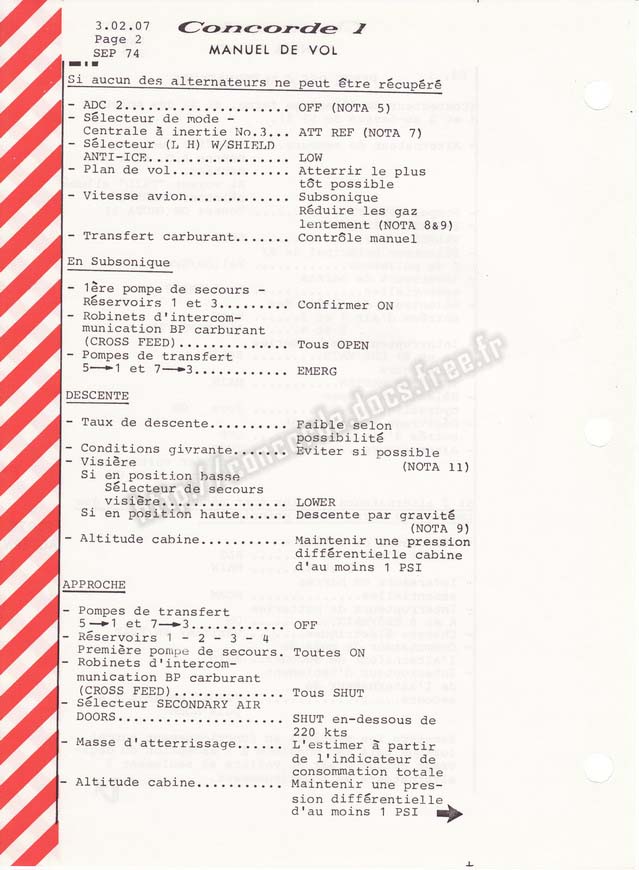 3.02.07
Page 2
SEP 74
Concorde 1
MANUEL DE VOL
Si aucun des alternateurs ne peut être récupéré
- ADC 2.................... OFF (NOTA 5)
- Sélecteur de mode -
Centrale à inertie No.3... ATT REF (NOTA 7)
- Sélecteur (L H) W/SHIELD
ANTI-ICE................. LOW
- Plan de vol.............. Atterrir le plus
tôt possible
- Vitesse avion............ Subsonique
Réduire les gaz
lentement (NOTA 8&9)
- Transfert carburant....... Contrôle manuel
En Subsonique
- 1ère pompe de secours -
Réservoirs 1 et 3......... Confirmer ON
- Robinets d'intercom-
munication BP carburant
(CROSS FEED)............. Tous OPEN
- Pompes de transfert
5→1 et 7→3............ EMERG
DESCENTE
- Taux de descente.......... Faible selon
possibilité
- Conditions givrante....... Eviter si possible
- Visière (NOTA 11)
Si en position basse
Sélecteur de secours
visière................ LOWER
Si en position haute...... Descente par gravité
(NOTA 9)
- Altitude cabine........... Maintenir une pression
différentielle cabine
d'au moins 1 PSI
APPROCHE
- Pompes de transfert
5→1 et 7→3............ OFF
- Réservoirs 1 - 2 - 3 - 4
Première pompe de secours. Toutes ON
- Robinets d'intercom-
munication BP carburant
(CROSS FEED)............. Tous SHUT
- Sélecteur SECONDARY AIR
DOORS.................... SHUT en-dessous de
220 kts
- Masse d'atterrissage...... L'estimer à partir
de l'indicateur de
consommation totale
- Altitude cabine........... Maintenir une pres-
sion différentielle
d'au moins 1 PSI
http://concorde.docs.free.fr